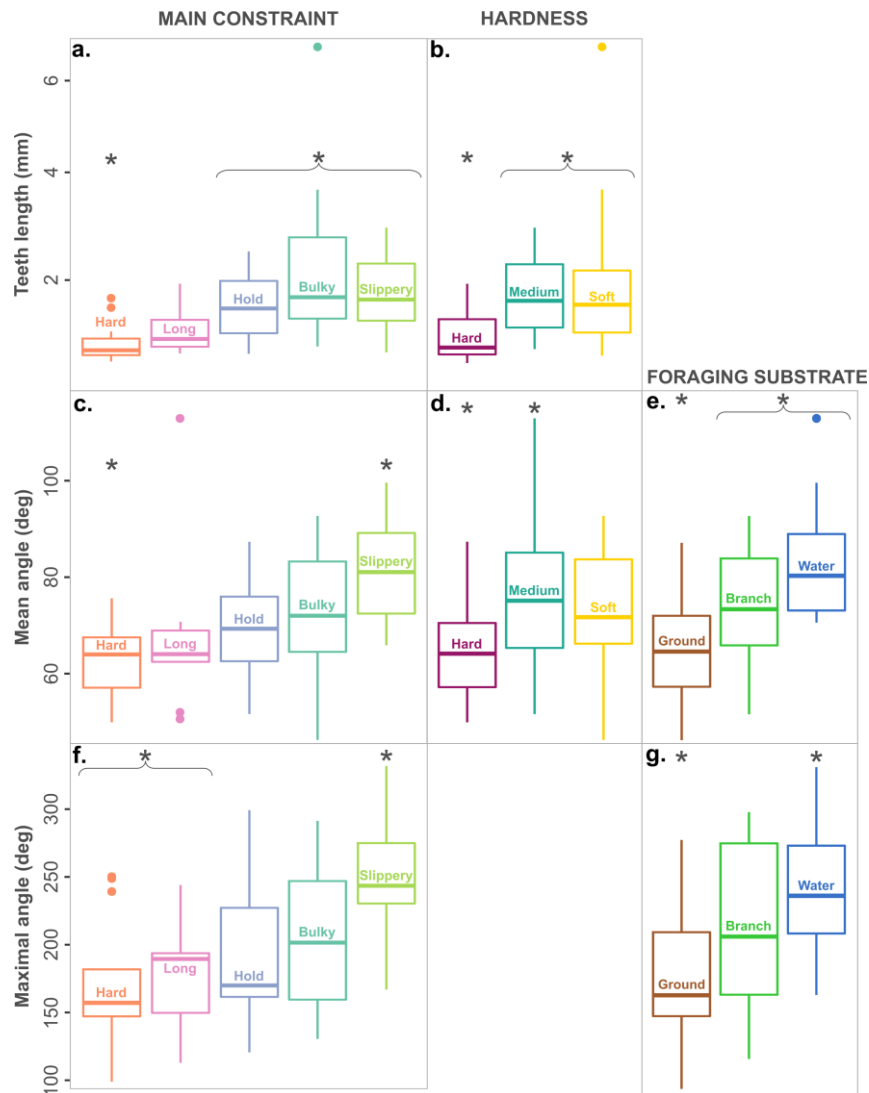 MAIN CONSTRAINT
HARDNESS
a.
b.
Teeth length (mm)
6
4
2
*
*
*
*
Hard
Long
Hold
Bulky
Slippery
Hard
Medium
Soft
FORAGING SUBSTRATE
c.
d.
e.
Mean angle (deg)
100
80
60
*
*
*
*
*
*
Hard
Long
Hold
Bulky
Slippery
Hard
Medium
Soft
Ground
Branch
Water
f.
g.
Maximal angle (deg)
300
250
200
150
100
*
*
*
*
Hard
Long
Hold
Bulky
Slippery
Ground
Branch
Water